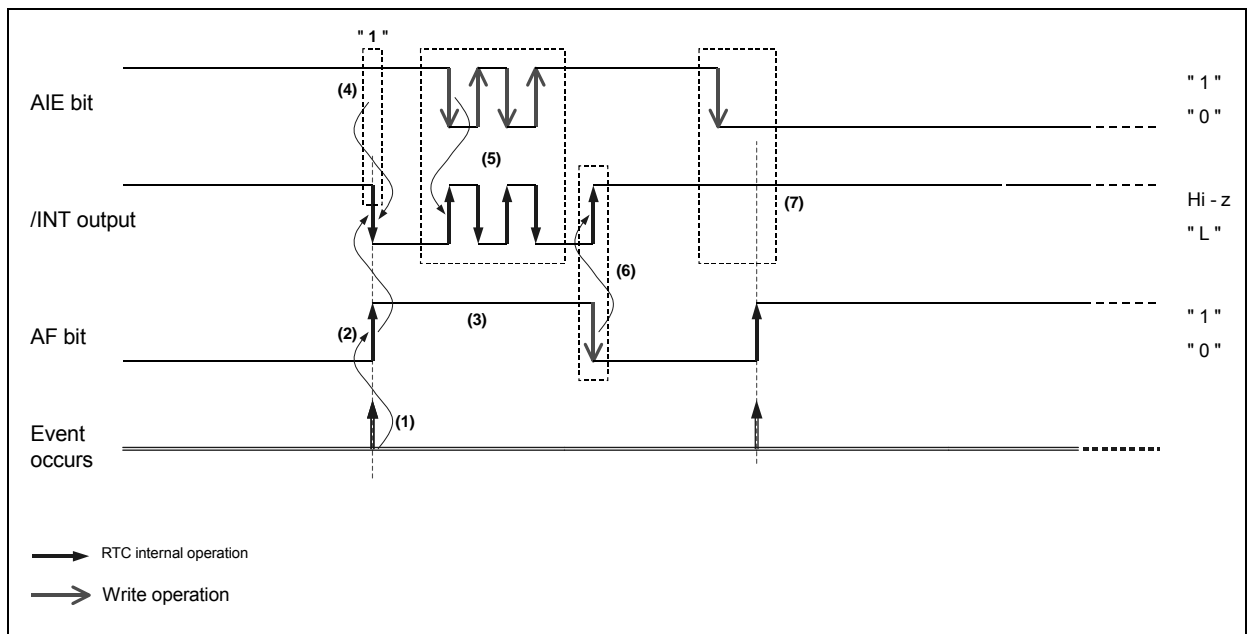 " 1 "
(4)
AIE bit
" 1 "
" 0 "
(5)
(7)
/INT output
Hi - z
" L "
(6)
(2)
(3)
AF bit
" 1 "
" 0 "
(1)
Event
occurs
RTC internal operation
Write operation